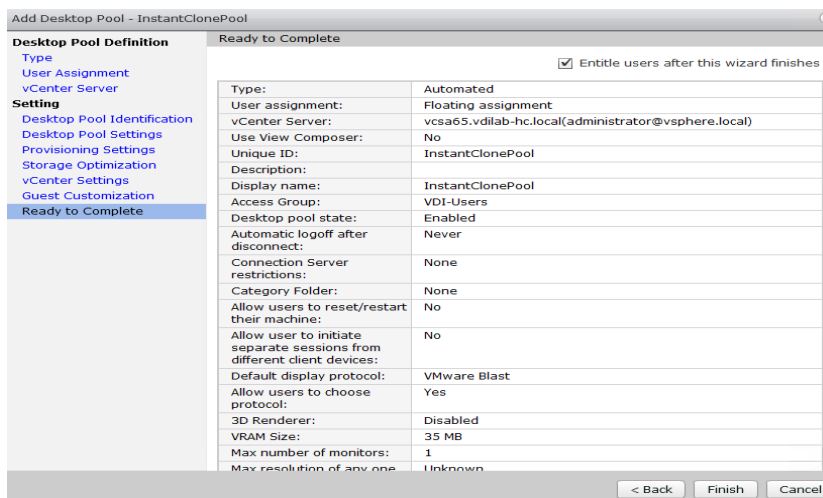 Add Desktop Pool - InstantClonePool
Desktop Pool Definition
Type
User Assignment
vCenter Server
Setting
Desktop Pool Identification
Desktop Pool Settings
Provisioning Settings
Storage Optimization
vCenter Settings
Guest Customization
Ready to Complete
Ready to Complete
Entitle users after this wizard finishes
Type: Automated
User assignment: Floating assignment
vCenter Server: vcsa65.vdilab-hc.local(administrator@vsphere.local)
Use View Composer: No
Unique ID: InstantClonePool
Description:
Display name: InstantClonePool
Access Group: VDI-Users
Desktop pool state: Enabled
Automatic logoff after Never
disconnect:
Connection Server None
restrictions:
Category Folder: None
Allow users to reset/restart No
their machine:
Allow user to initiate No
separate sessions from
different client devices:
Default display protocol: VMware Blast
Allow users to choose Yes
protocol:
3D Renderer: Disabled
VRAM Size: 35 MB
Max number of monitors: 1
Max resolution of any one Unknown
< Back Finish Cancel